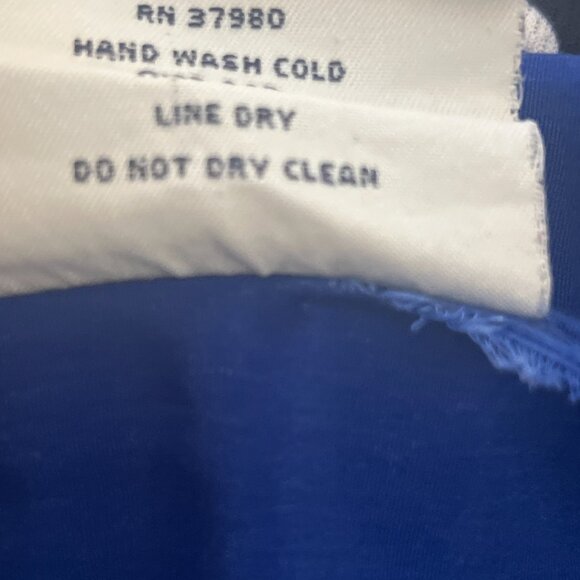 RN 37980
HAND WASH COLD
LINE DRY
DO NOT DRY CLEAN